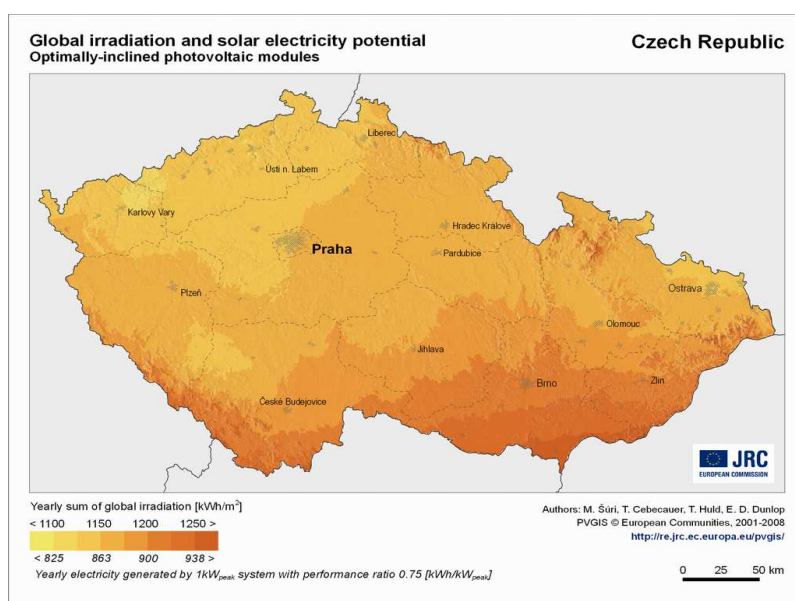 Global irradiation and solar electricity potential
Optimally-inclined photovoltaic modules
Czech Republic
Liberec
Ústí n. Labem
Karlovy Vary
Hradec Králové
Praha
Pardubice
Plzeň
Ostrava
Olomouc
Jihlava
Brno
Zlín
České Budejovice
JRC
EUROPEAN COMMISSION
Yearly sum of global irradiation [kWh/m²]
< 1100 1150 1200 1250 >
< 825 863 900 938 >
Yearly electricity generated by 1kWpeak system with performance ratio 0.75 [kWh/kWpeak]
Authors: M. Šúri, T. Cebecauer, T. Huld, E. D. Dunlop
PVGIS © European Communities, 2001-2008
http://re.jrc.ec.europa.eu/pvgis/
0 25 50 km